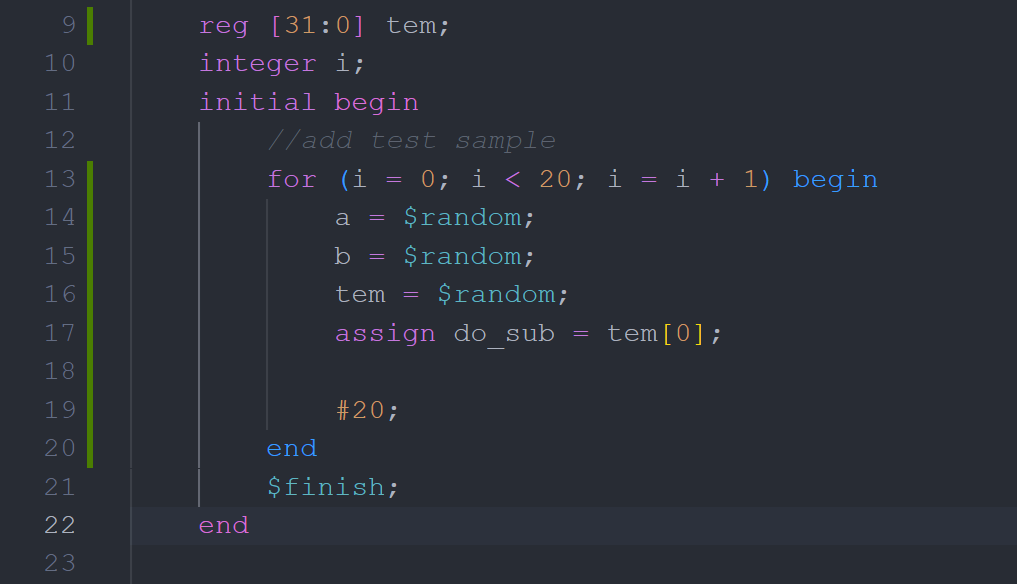 9 reg [31:0] tem;
10 integer i;
11 initial begin
12 //add test sample
13 for (i = 0; i < 20; i = i + 1) begin
14 a = $random;
15 b = $random;
16 tem = $random;
17 assign do_sub = tem[0];
18
19 #20;
20 end
21 $finish;
22 end
23